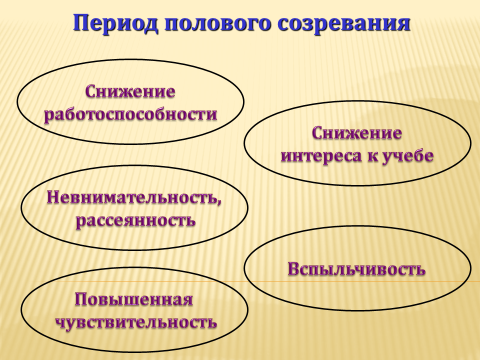 Период полового созревания
Снижение
работоспособности
Снижение
интереса к учебе
Невнимательность,
рассеянность
Вспыльчивость
Повышенная
чувствительность